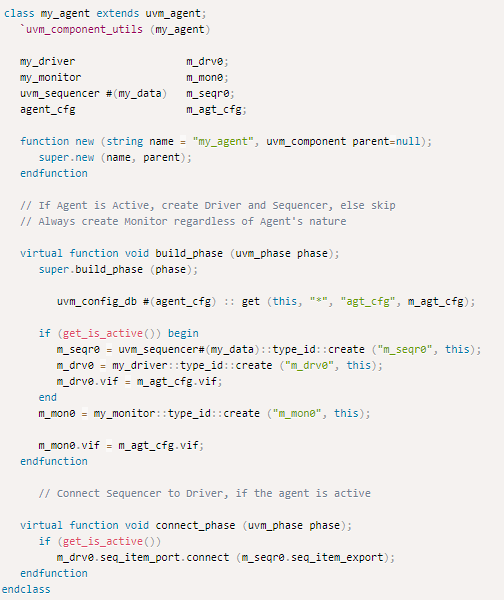 class my_agent extends uvm_agent;
`uvm_component_utils (my_agent)
my_driver m_drv0;
my_monitor m_mon0;
uvm_sequencer #(my_data) m_seqr0;
agent_cfg m_agt_cfg;
function new (string name = "my_agent", uvm_component parent=null);
super.new (name, parent);
endfunction
// If Agent is Active, create Driver and Sequencer, else skip
// Always create Monitor regardless of Agent's nature
virtual function void build_phase (uvm_phase phase);
super.build_phase (phase);
uvm_config_db #(agent_cfg) :: get (this, "*", "agt_cfg", m_agt_cfg);
if (get_is_active()) begin
m_seqr0 = uvm_sequencer#(my_data)::type_id::create ("m_seqr0", this);
m_drv0 = my_driver::type_id::create ("m_drv0", this);
m_drv0.vif = m_agt_cfg.vif;
end
m_mon0 = my_monitor::type_id::create ("m_mon0", this);
m_mon0.vif = m_agt_cfg.vif;
endfunction
// Connect Sequencer to Driver, if the agent is active
virtual function void connect_phase (uvm_phase phase);
if (get_is_active())
m_drv0.seq_item_port.connect (m_seqr0.seq_item_export);
endfunction
endclass